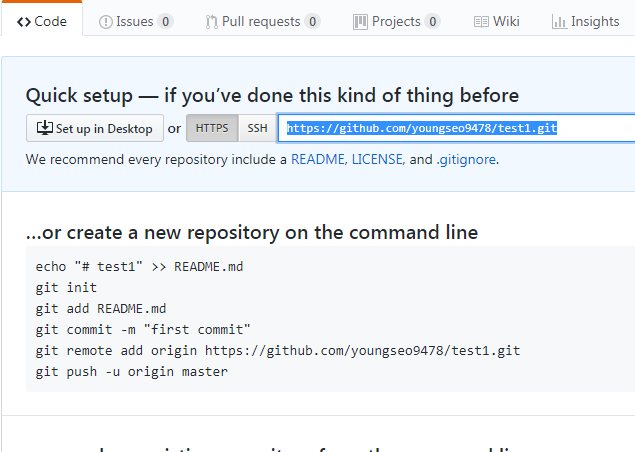 Code Issues 0 Pull requests 0 Projects 0 Wiki Insights
Quick setup — if you’ve done this kind of thing before
Set up in Desktop or HTTPS SSH https://github.com/youngseo9478/test1.git
We recommend every repository include a README, LICENSE, and .gitignore.
…or create a new repository on the command line
echo "# test1" >> README.md
git init
git add README.md
git commit -m "first commit"
git remote add origin https://github.com/youngseo9478/test1.git
git push -u origin master